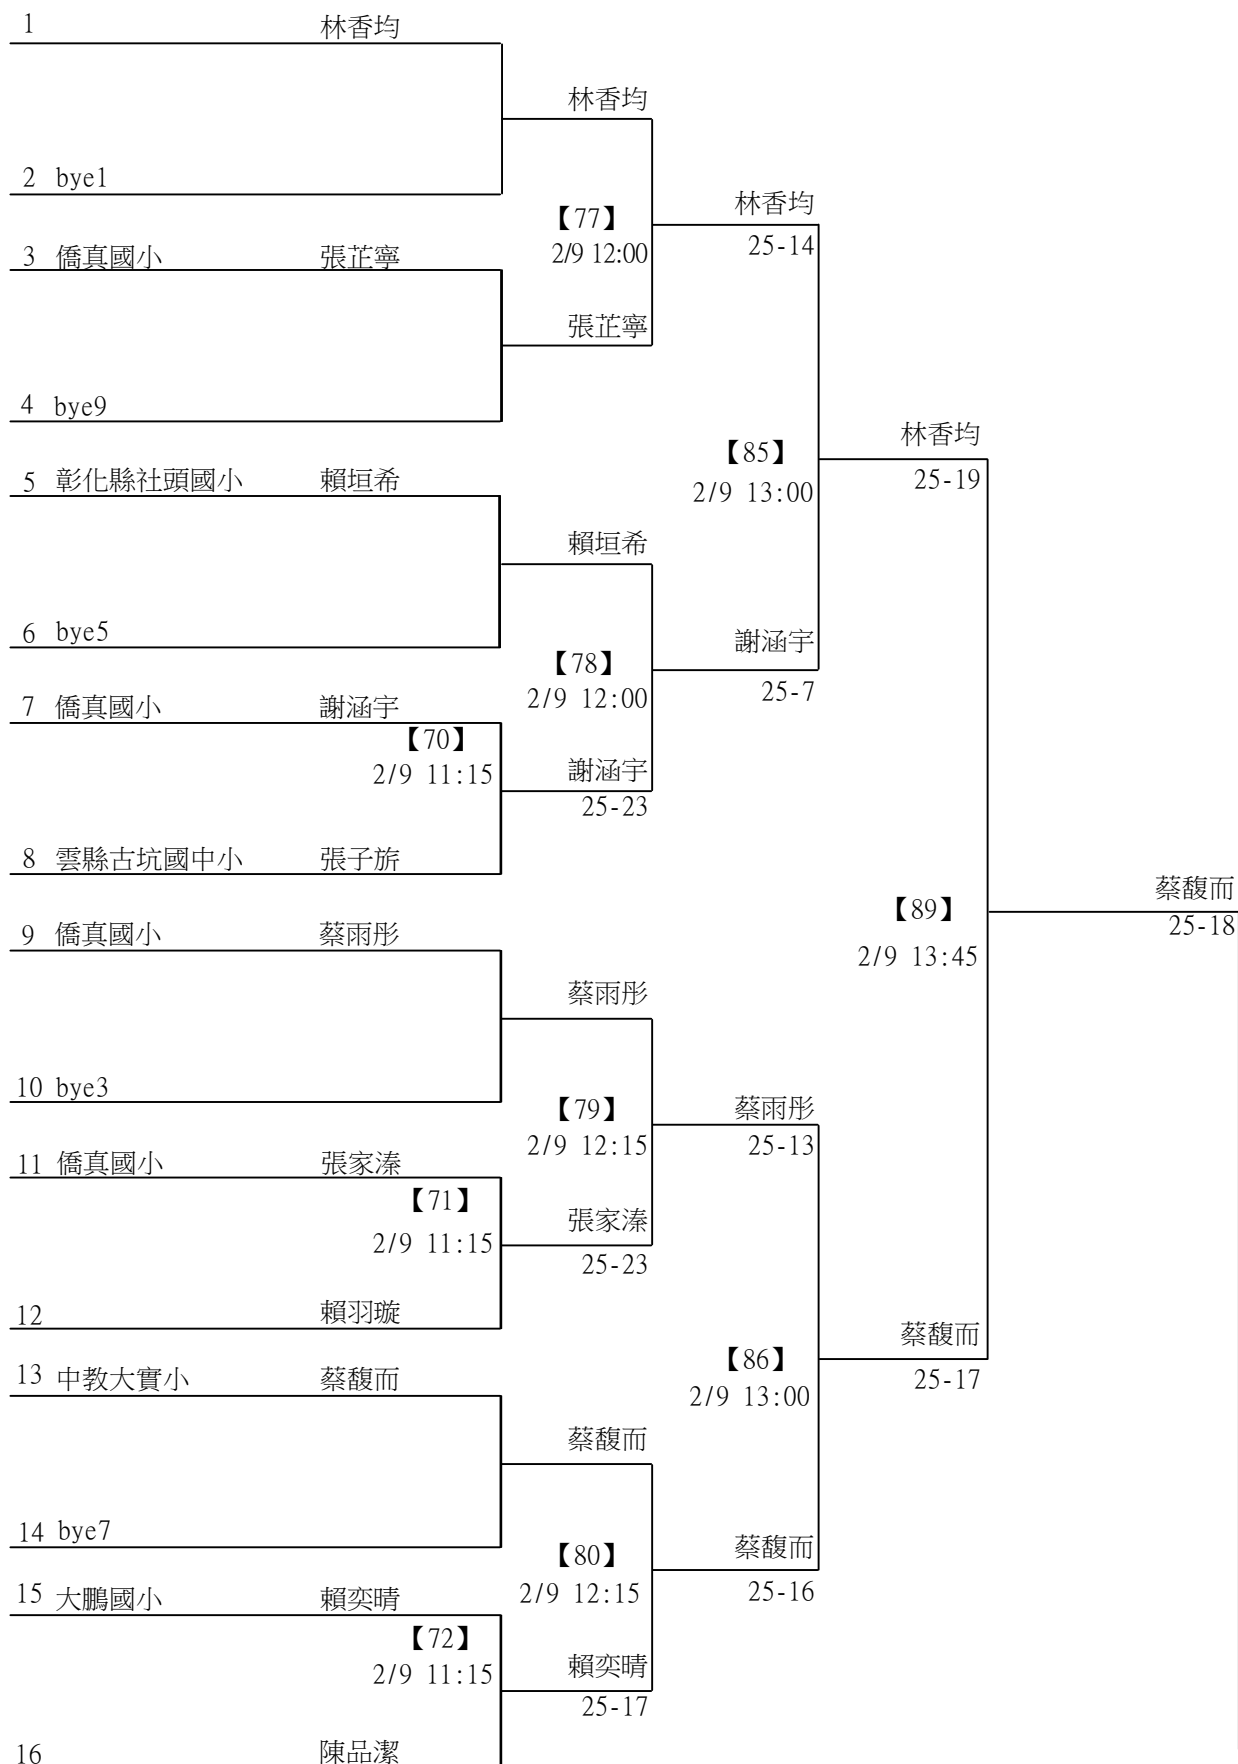 1 林香均
林香均
2 bye1
林香均
【77】
25-14
2/9 12:00
3 僑真國小 張芷寧
張芷寧
4 bye9
林香均
【85】
25-19
2/9 13:00
5 彰化縣社頭國小 賴垣希
賴垣希
6 bye5
謝涵宇
【78】
25-7
2/9 12:00
7 僑真國小 謝涵宇
【70】
2/9 11:15
謝涵宇
25-23
8 雲縣古坑國中小 張子旂
蔡馥而
【89】
25-18
2/9 13:45
9 僑真國小 蔡雨彤
蔡雨彤
10 bye3
蔡雨彤
【79】
25-13
2/9 12:15
11 僑真國小 張家溱
【71】
2/9 11:15
張家溱
25-23
12 賴羽璇
蔡馥而
【86】
25-17
2/9 13:00
13 中教大實小 蔡馥而
蔡馥而
14 bye7
蔡馥而
【80】
25-16
2/9 12:15
15 大鵬國小 賴奕晴
【72】
2/9 11:15
賴奕晴
25-17
16 陳品潔